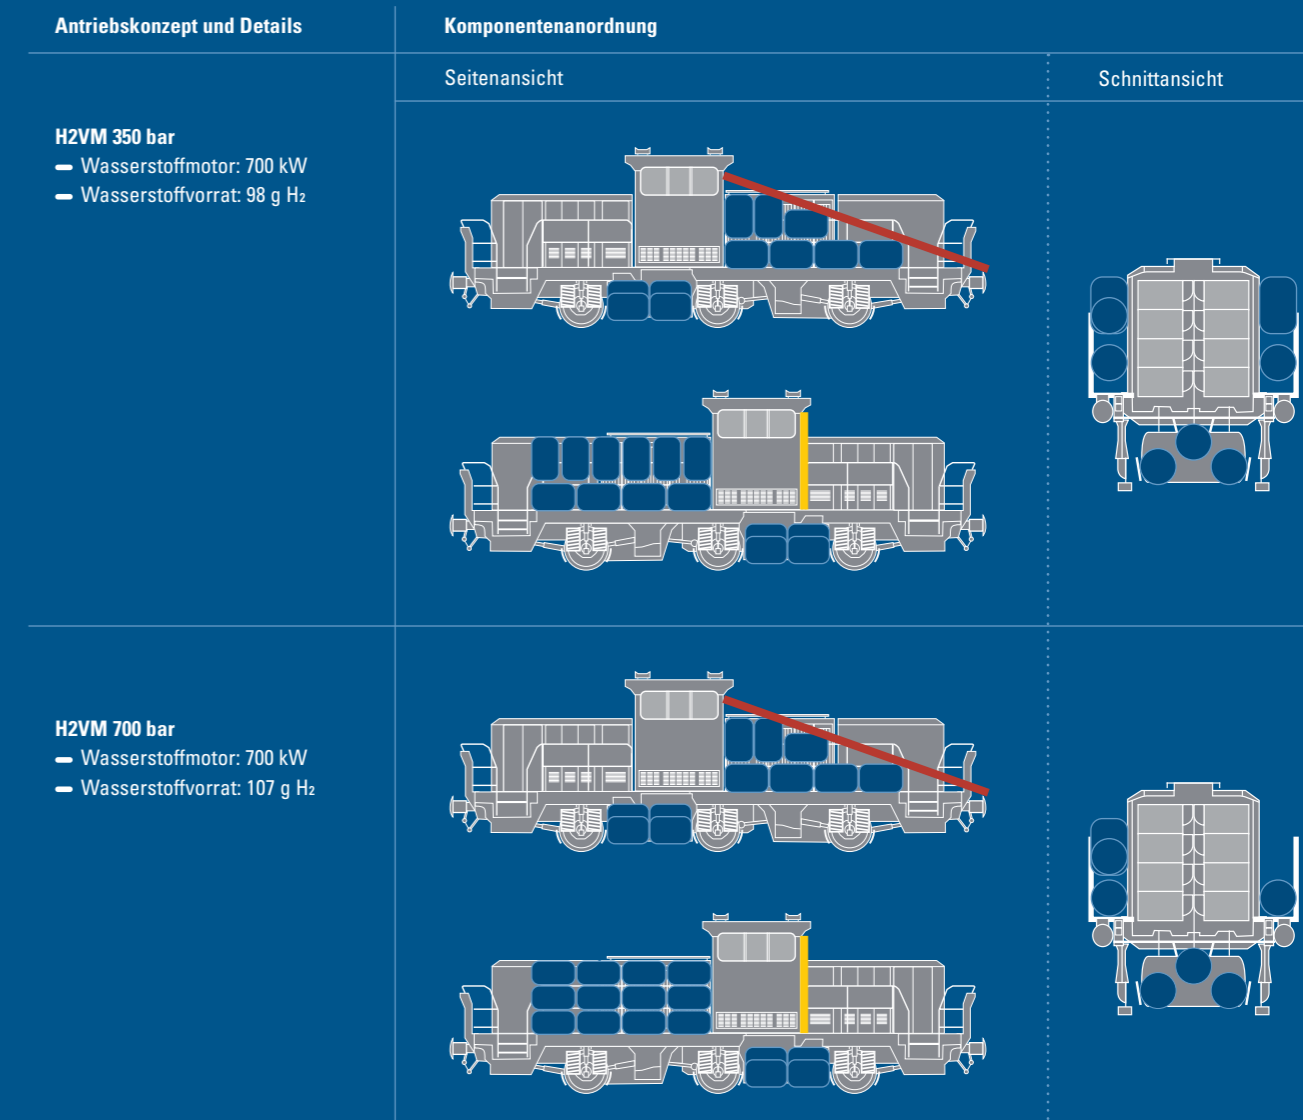 Antriebskonzept und Details
Komponentenanordnung
Seitenansicht
Schnittansicht
H2VM 350 bar
Wasserstoffmotor: 700 kW
Wasserstoffvorrat: 98 g H₂
H2VM 700 bar
Wasserstoffmotor: 700 kW
Wasserstoffvorrat: 107 g H₂